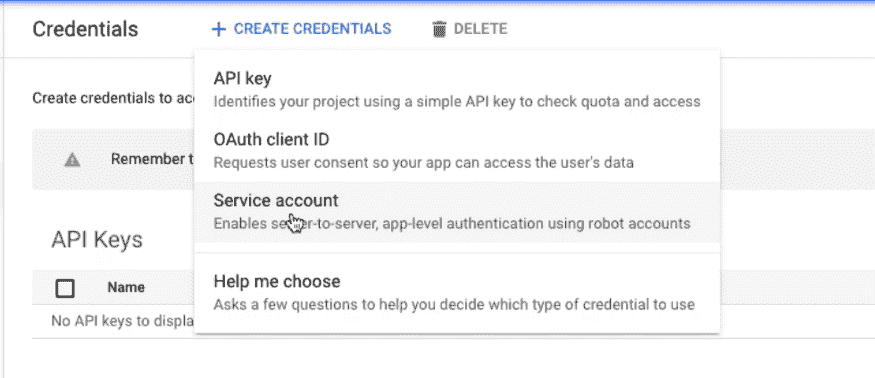 Credentials
+ CREATE CREDENTIALS
DELETE
API key
Identifies your project using a simple API key to check quota and access
Create credentials to ac
OAuth client ID
Requests user consent so your app can access the user's data
Remember t
Service account
Enables server-to-server, app-level authentication using robot accounts
API Keys
Help me choose
Asks a few questions to help you decide which type of credential to use
Name
No API keys to displa